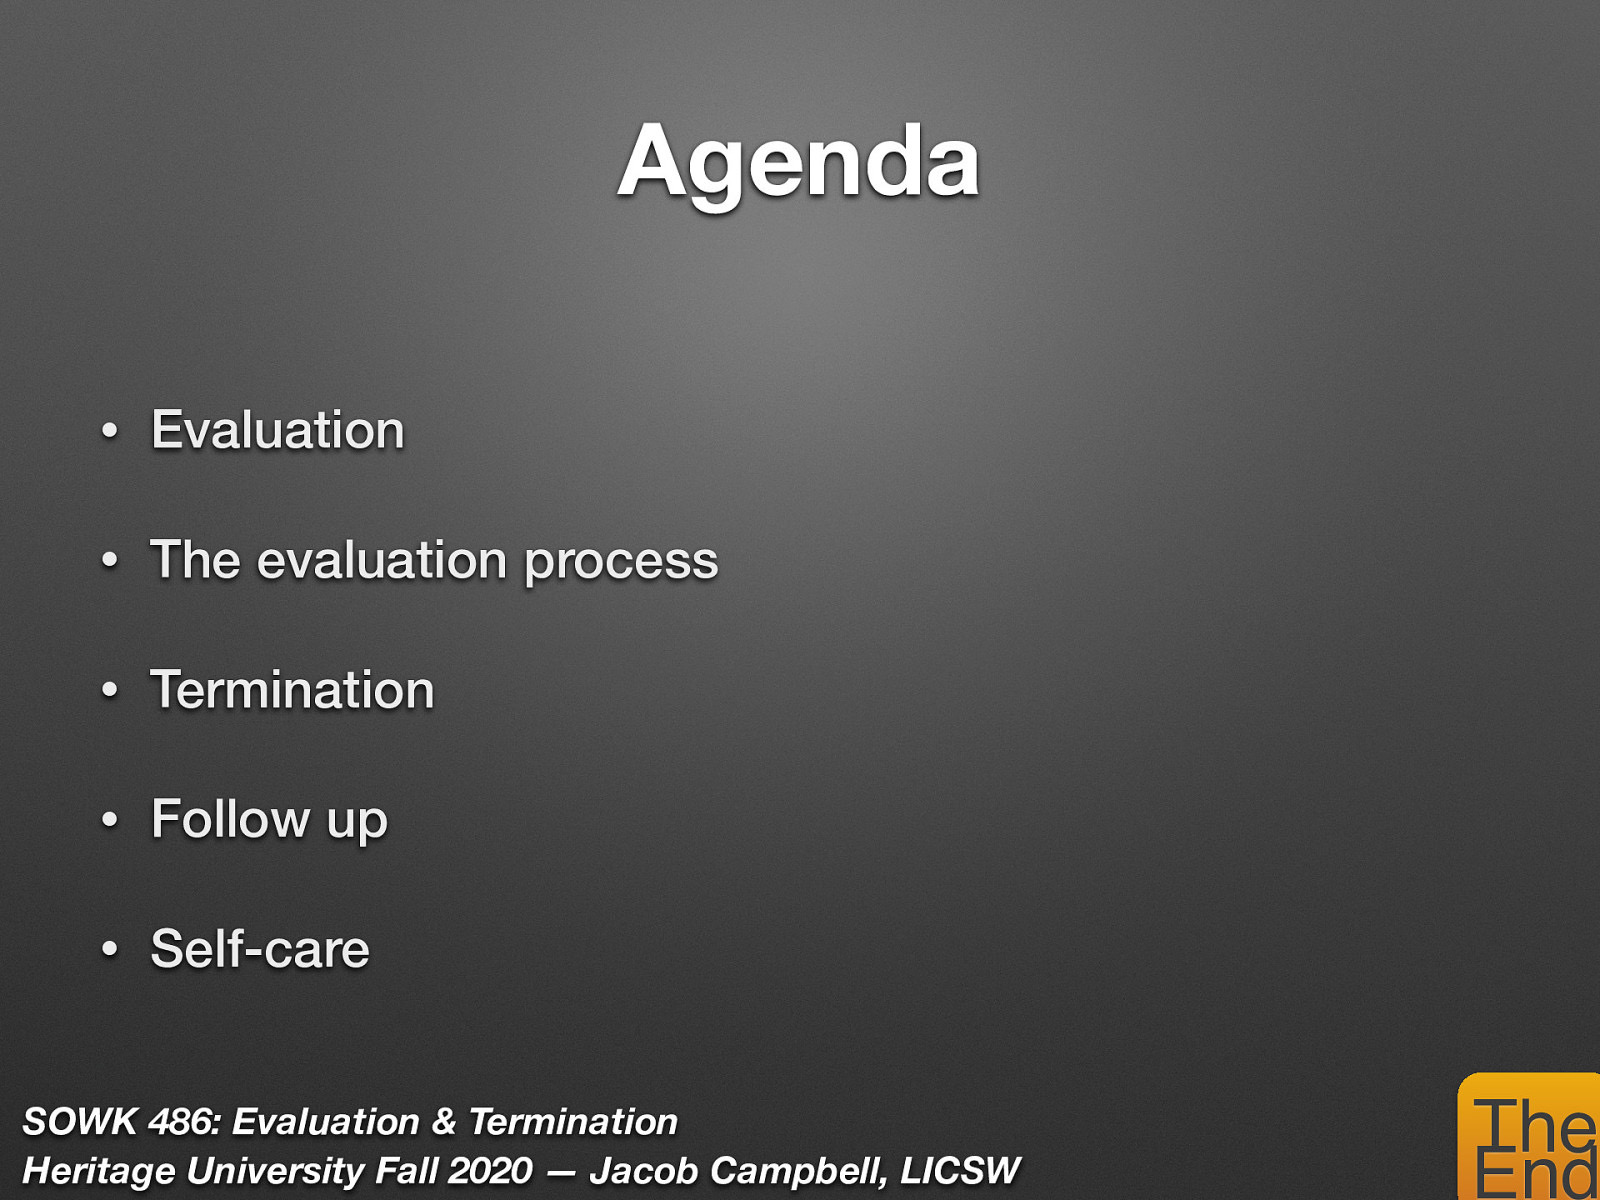 Agenda
• Evaluation
• The evaluation process
• Termination
• Follow up
• Self-care
SOWK 486: Evaluation & Termination
Heritage University Fall 2020 — Jacob Campbell, LICSW
The
End